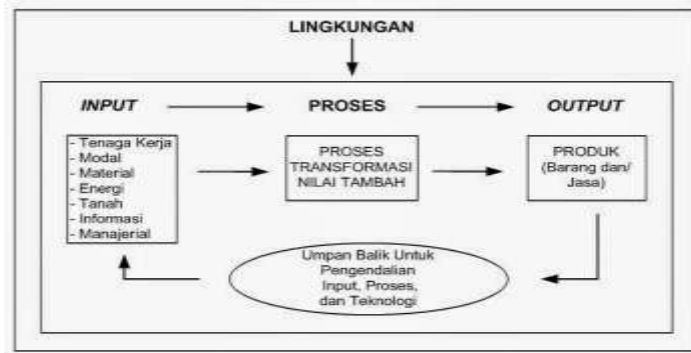 LINGKUNGAN
INPUT
PROSES
OUTPUT
- Tenaga Kerja
- Modal
- Material
- Energi
- Tanah
- Informasi
- Manajerial
PROSES
TRANSFORMASI
NILAI TAMBAH
PRODUK
(Barang dan/
Jasa)
Umpan Balik Untuk
Pengendalian
Input, Proses,
dan Teknologi